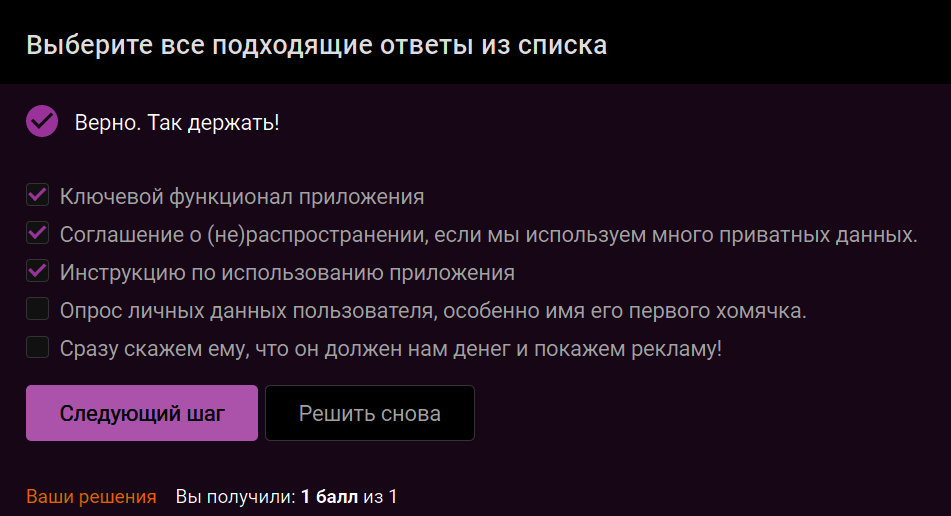 Выберите все подходящие ответы из списка
Верно. Так держать!
Ключевой функционал приложения
Соглашение о (не)распространении, если мы используем много приватных данных.
Инструкцию по использованию приложения
Опрос личных данных пользователя, особенно имя его первого хомячка.
Сразу скажем ему, что он должен нам денег и покажем рекламу!
Следующий шаг Решить снова
Ваши решения Вы получили: 1 балл из 1